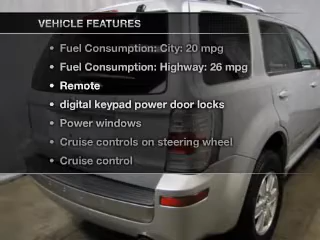 VEHICLE FEATURES
• Fuel Consumption: City: 20 mpg
• Fuel Consumption: Highway: 26 mpg
• Remote
• digital keypad power door locks
• Power windows
• Cruise controls on steering wheel
• Cruise control